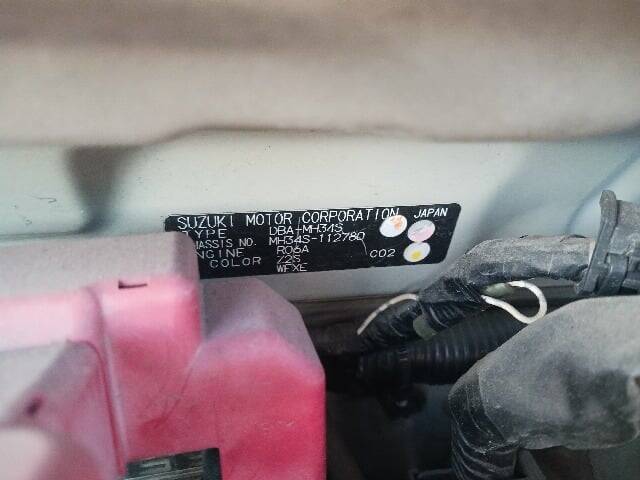 SUZUKI MOTOR CORPORATION JAPAN
TYPE DBA-MH34S
CHASSIS NO. MH34S-112780
ENGINE R06A
COLOR Z2S C02
WFXE